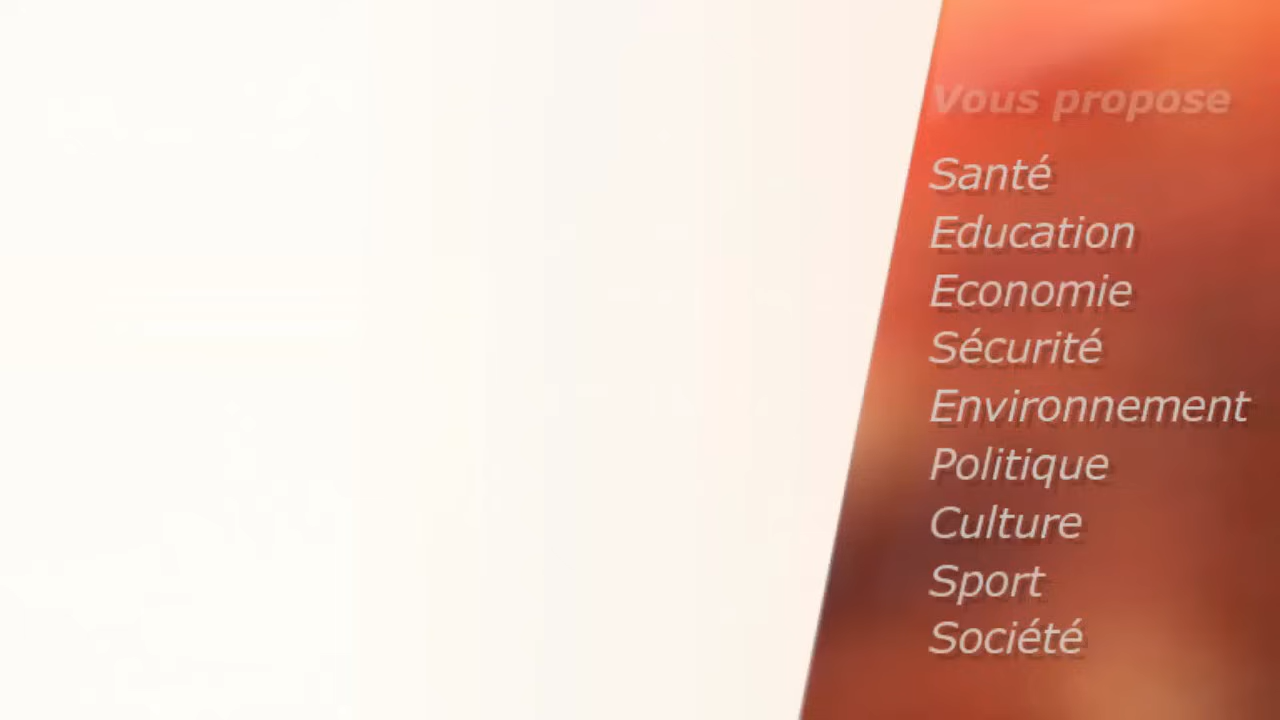 Vous propose
Santé
Education
Economie
Sécurité
Environnement
Politique
Culture
Sport
Société